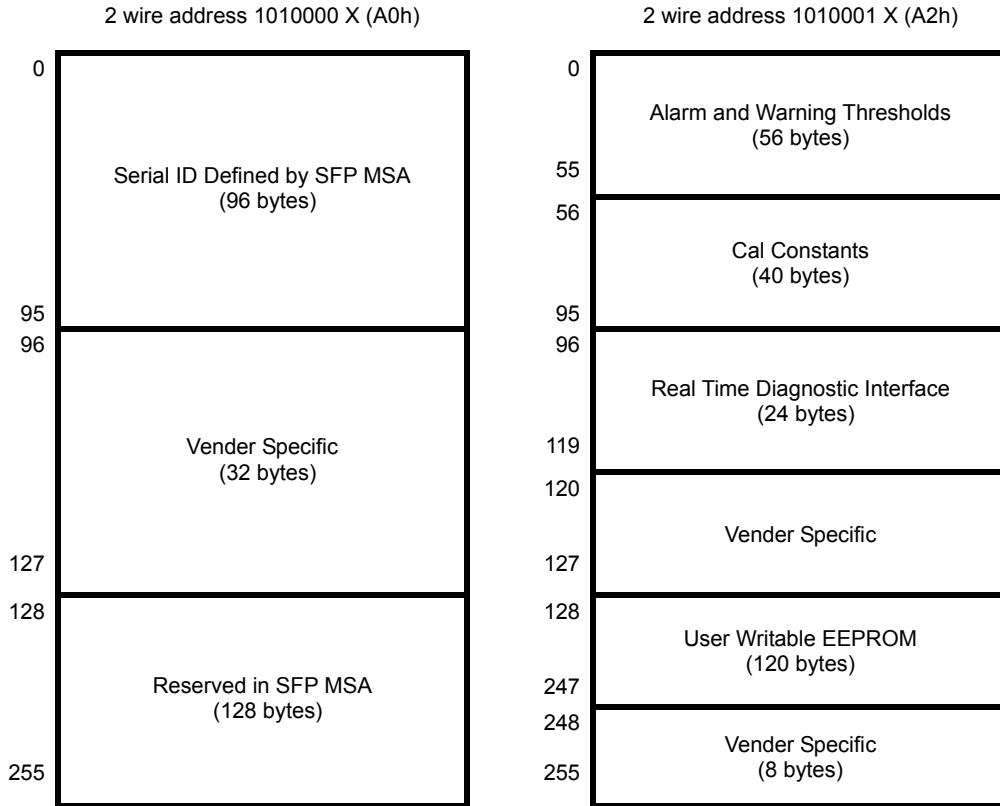 2 wire address 1010000 X (A0h)
0
Serial ID Defined by SFP MSA
(96 bytes)
95
96
Vender Specific
(32 bytes)
127
128
Reserved in SFP MSA
(128 bytes)
255
2 wire address 1010001 X (A2h)
0
Alarm and Warning Thresholds
(56 bytes)
55
56
Cal Constants
(40 bytes)
95
96
Real Time Diagnostic Interface
(24 bytes)
119
120
Vender Specific
127
128
User Writable EEPROM
(120 bytes)
247
248
Vender Specific
(8 bytes)
255